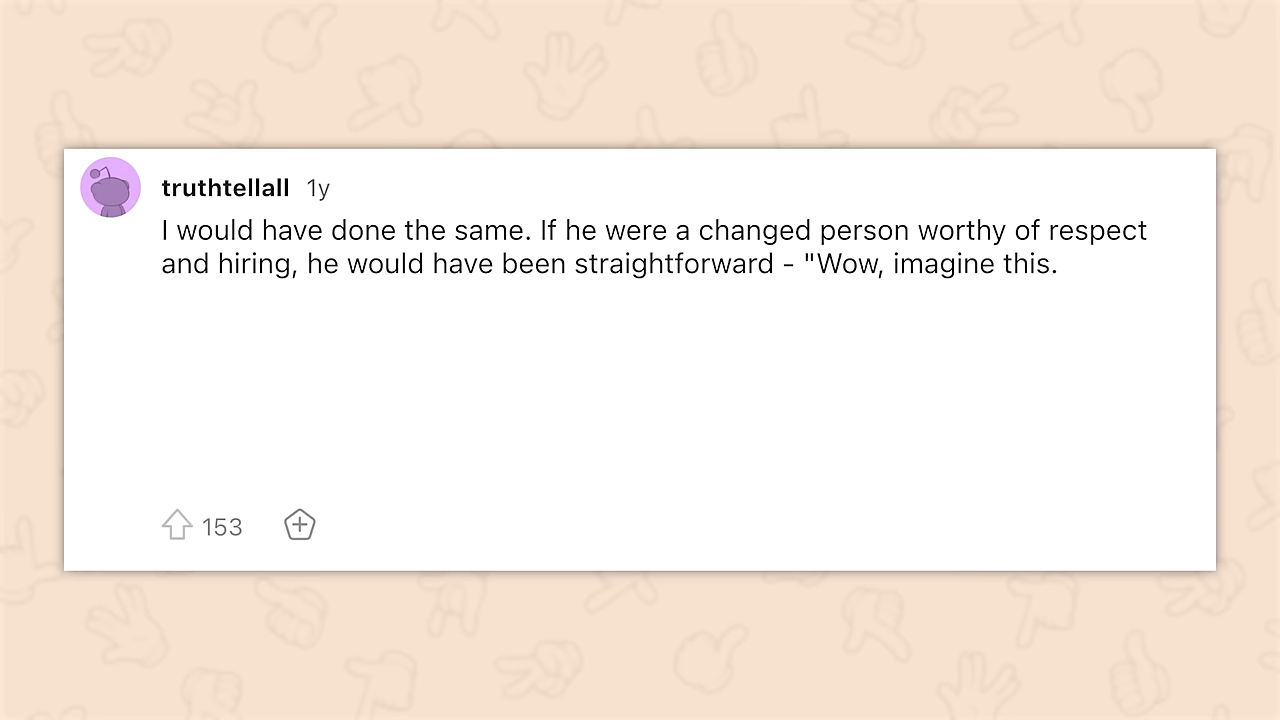 truthtellall 1y
I would have done the same. If he were a changed person worthy of respect
and hiring, he would have been straightforward - "Wow, imagine this.
153